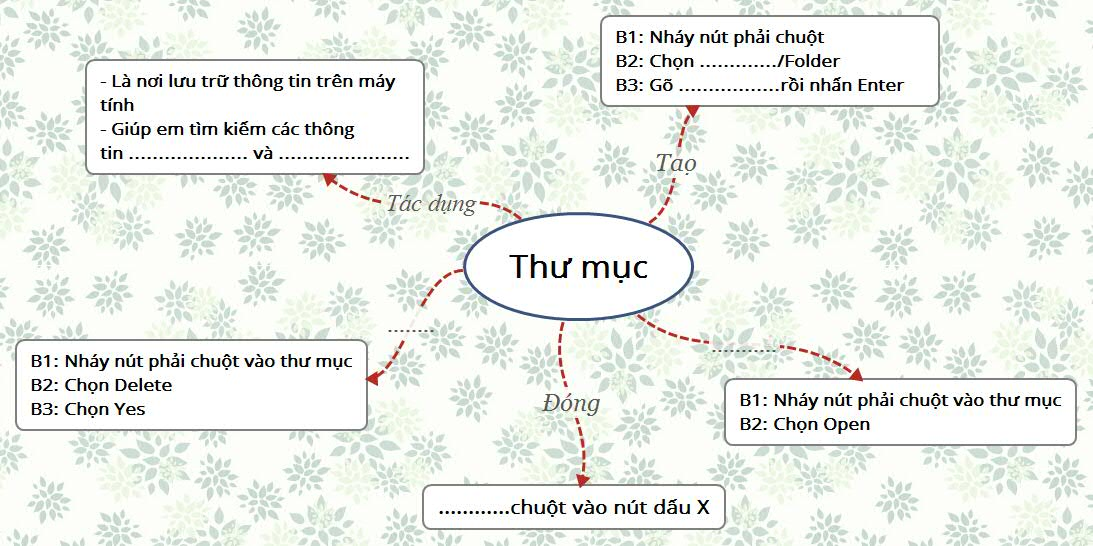 B1: Nháy nút phải chuột
B2: Chọn ............./Folder
B3: Gõ .................rồi nhấn Enter
- Là nơi lưu trữ thông tin trên máy
tính
- Giúp em tìm kiếm các thông
tin .................... và ......................
Tạo
Tác dụng
Thư mục
........
...........
B1: Nháy nút phải chuột vào thư mục
B2: Chọn Delete
B3: Chọn Yes
Đóng
B1: Nháy nút phải chuột vào thư mục
B2: Chọn Open
............chuột vào nút dấu X